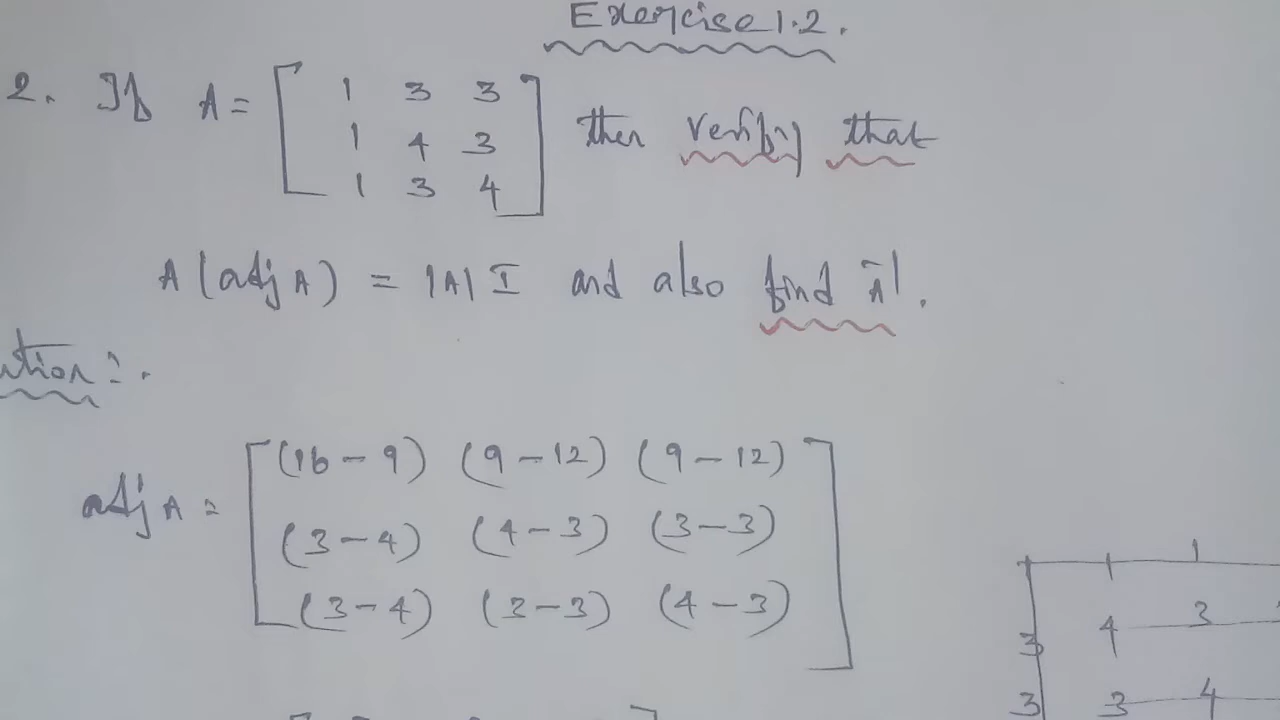 Exercise 1.2.
2. If A = [ 1 3 3
1 4 3
1 3 4 ] then verify that
A (adj A) = |A| I and also find A⁻¹.
ution :-
adj A = [ (16 - 9) (9 - 12) (9 - 12)
(3 - 4) (4 - 3) (3 - 3)
(3 - 4) (3 - 3) (4 - 3) ]
1
3 4 3
3 3 4